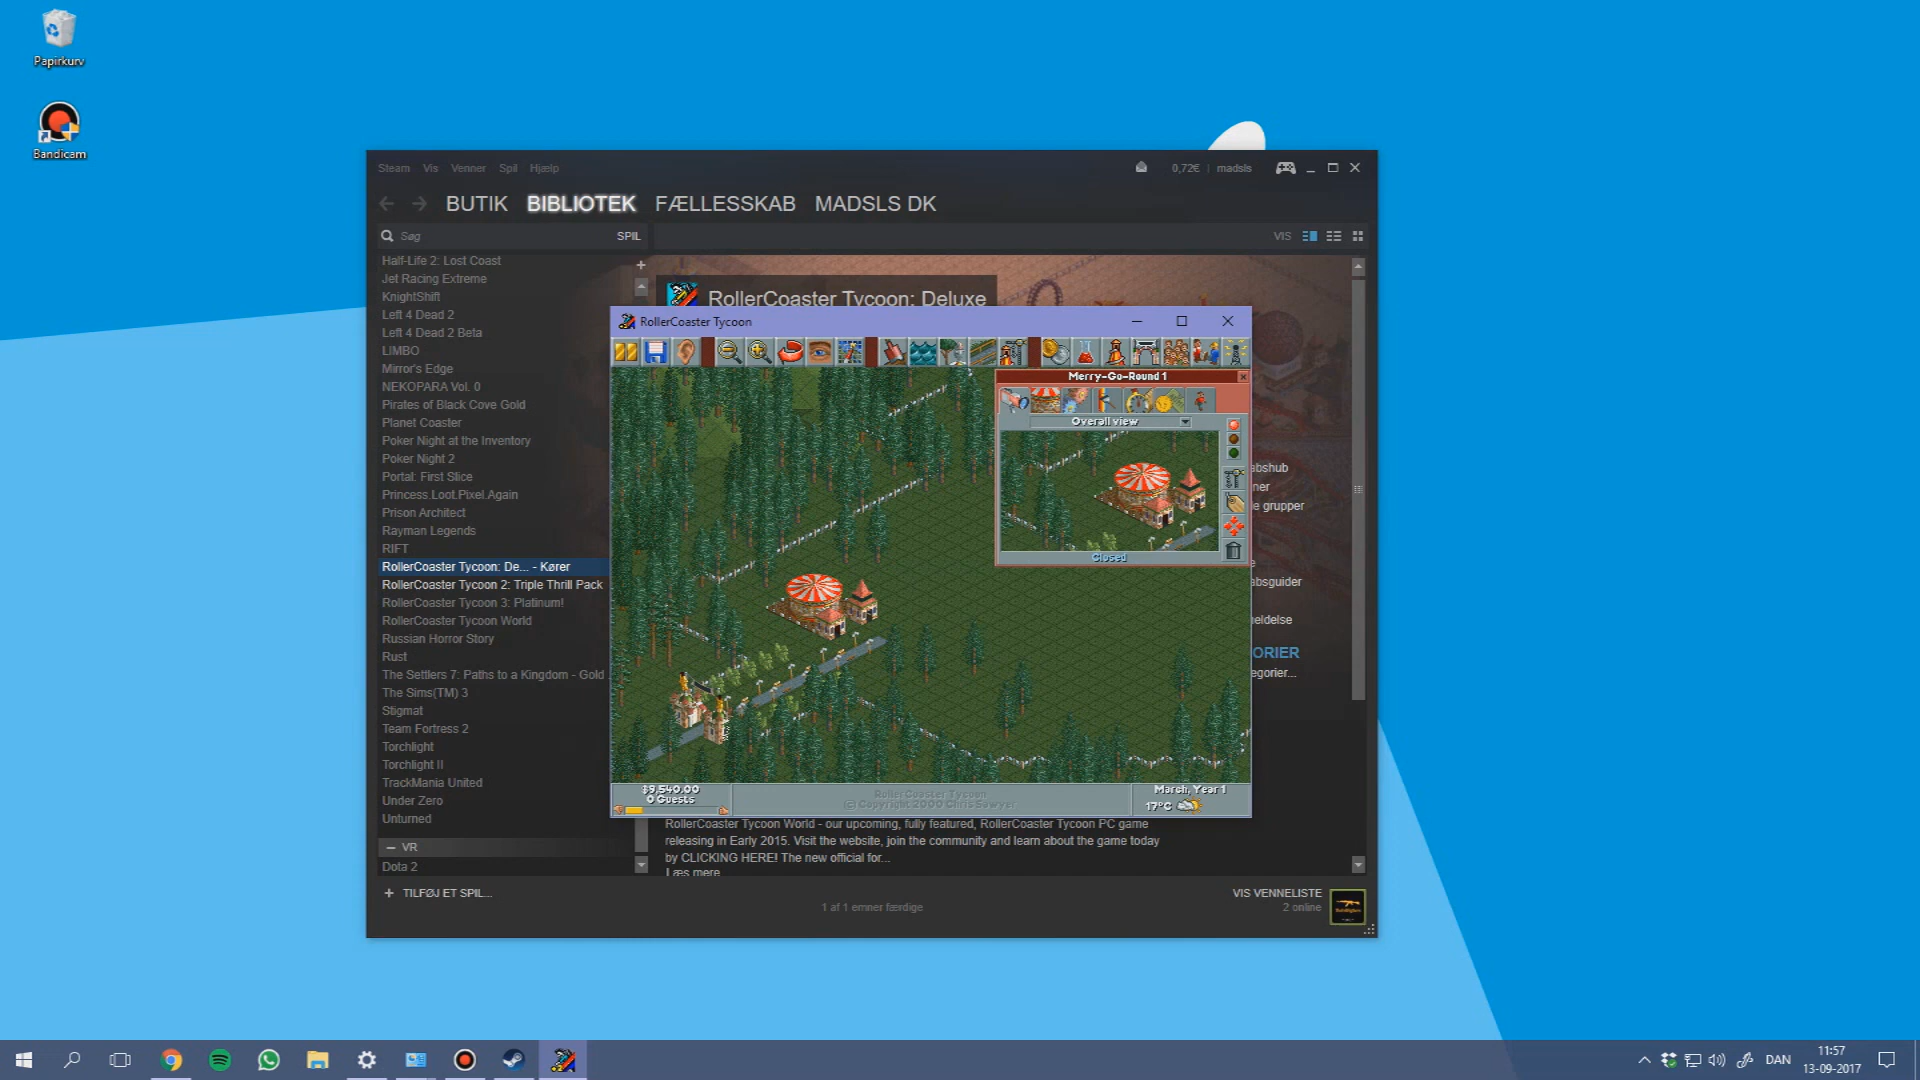 Papirkurv
Bandicam
Steam Vis Venner Spil Hjælp
0,72€ | madsls
BUTIK BIBLIOTEK FÆLLESSKAB MADSLS DK
Søg SPIL
VIS
Half-Life 2: Lost Coast
Jet Racing Extreme
KnightShift
Left 4 Dead 2
Left 4 Dead 2 Beta
LIMBO
Mirror's Edge
NEKOPARA Vol. 0
Pirates of Black Cove Gold
Planet Coaster
Poker Night at the Inventory
Poker Night 2
Portal: First Slice
Princess.Loot.Pixel.Again
Prison Architect
Rayman Legends
RIFT
RollerCoaster Tycoon: De... - Kører
RollerCoaster Tycoon 2: Triple Thrill Pack
RollerCoaster Tycoon 3: Platinum!
RollerCoaster Tycoon World
Russian Horror Story
Rust
The Settlers 7: Paths to a Kingdom - Gold
The Sims(TM) 3
Stigmat
Team Fortress 2
Torchlight
Torchlight II
TrackMania United
Under Zero
Unturned
— VR
Dota 2
+ TILFØJ ET SPIL...
RollerCoaster Tycoon: Deluxe
RollerCoaster Tycoon
Merry-Go-Round 1
Overall view
Closed
$9,540.00
0 Guests
RollerCoaster Tycoon
(c) Copyright 2000 Chris Sawyer
March, Year 1
17°C
abshub
ner
e grupper
e
absguider
eldelse
ORIER
egorier...
RollerCoaster Tycoon World - our upcoming, fully featured, RollerCoaster Tycoon PC game
releasing in Early 2015. Visit the website, join the community and learn about the game today
by CLICKING HERE! The new official for...
Læs mere
1 af 1 emner færdige
VIS VENNELISTE
2 online
DAN
11:57
13-09-2017